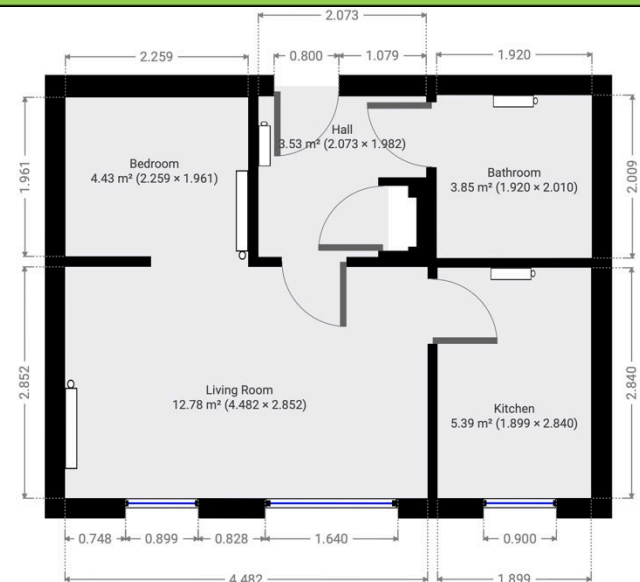 2.073
2.259
0.800
1.079
1.920
Hall
3.53 m² (2.073 × 1.982)
Bedroom
4.43 m² (2.259 × 1.961)
Bathroom
3.85 m² (1.920 × 2.010)
1.961
2.009
Living Room
12.78 m² (4.482 × 2.852)
Kitchen
5.39 m² (1.899 × 2.840)
2.852
2.840
0.748
0.899
0.828
1.640
0.900
4.482
1.899